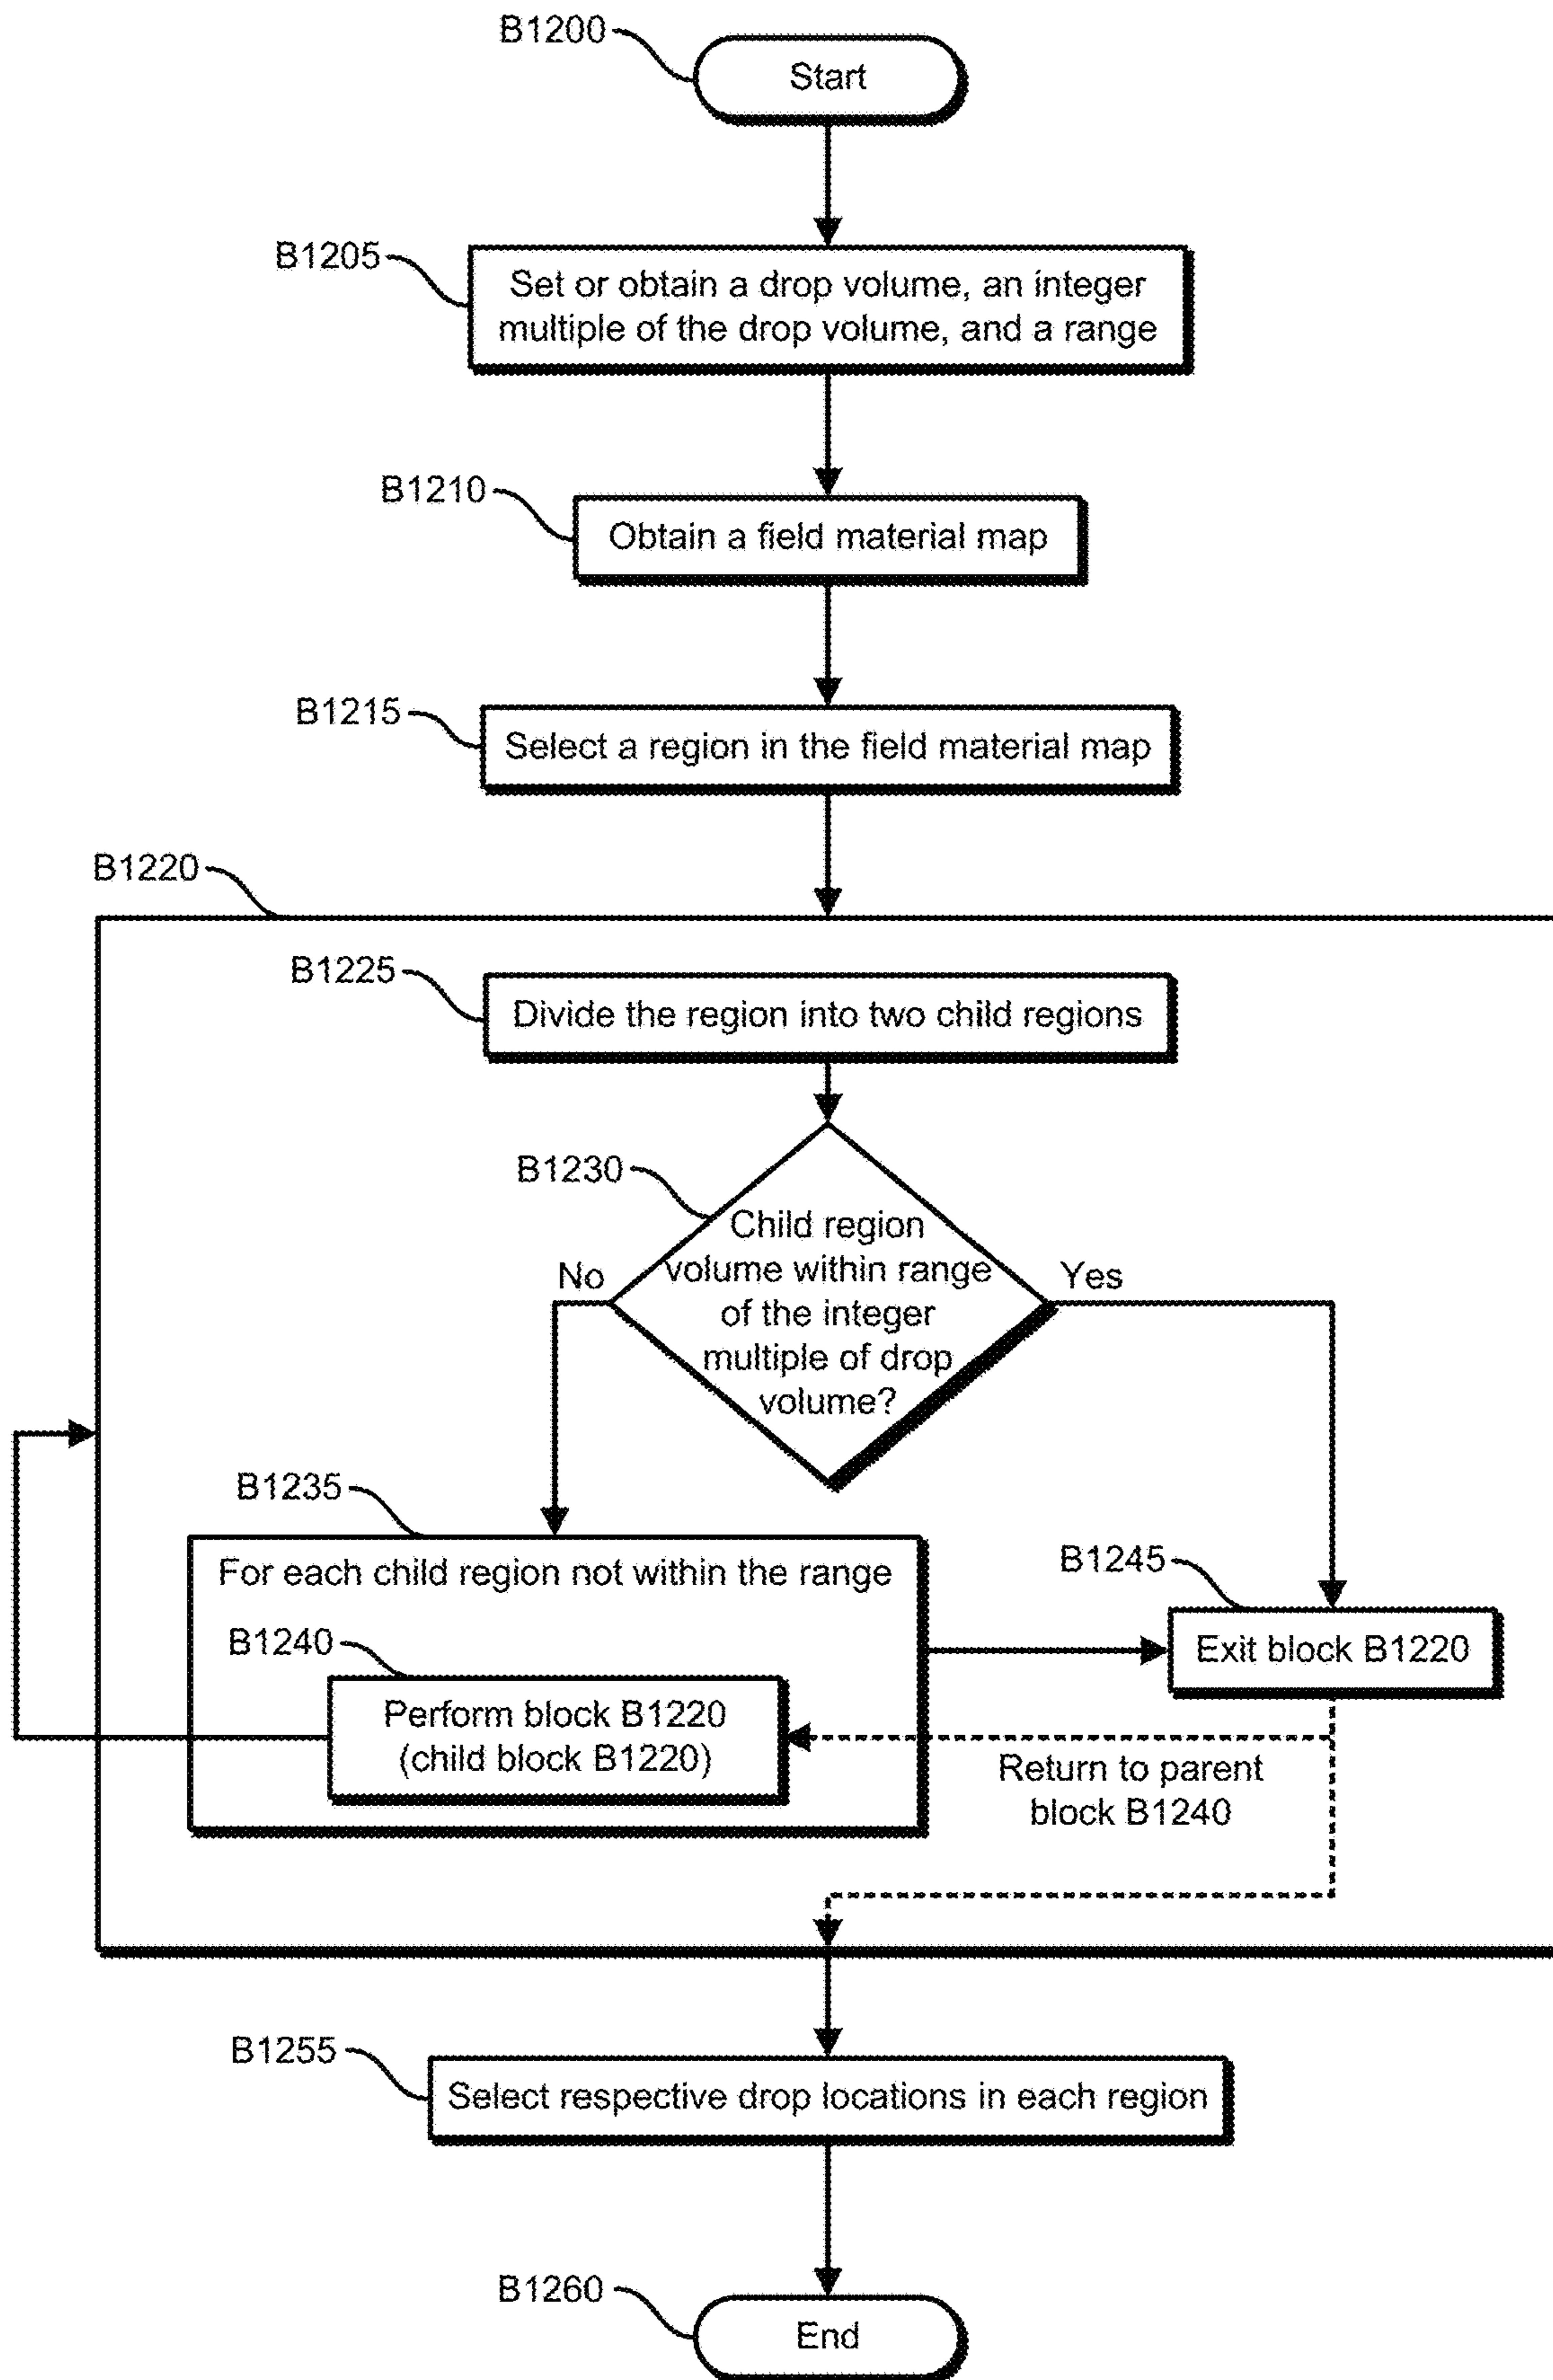 B1200
Start
B1205
Set or obtain a drop volume, an integer
multiple of the drop volume, and a range
B1210
Obtain a field material map
B1215
Select a region in the field material map
B1220
B1225
Divide the region into two child regions
B1230
Child region
volume within range
of the integer
multiple of drop
volume?
No
Yes
B1235
For each child region not within the range
B1240
Perform block B1220
(child block B1220)
B1245
Exit block B1220
Return to parent
block B1240
B1255
Select respective drop locations in each region
B1260
End